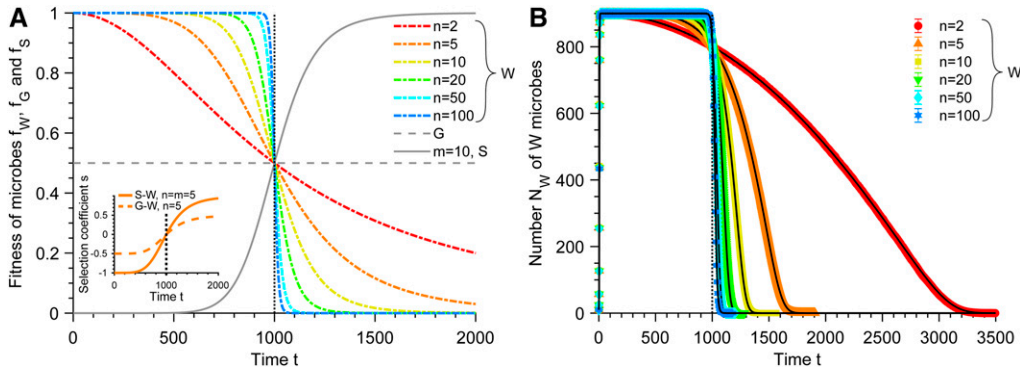 A
Fitness of microbes f_W, f_G and f_S
1
0.8
0.6
0.4
0.2
0
n=2
n=5
n=10
n=20
n=50
n=100
W
G
m=10, S
S-W, n=m=5
G-W, n=5
Selection coefficient s
1
0.5
0
-0.5
-1
0 1000 2000
Time t
0 500 1000 1500 2000
Time t
B
Number N_W of W microbes
800
600
400
200
0
n=2
n=5
n=10
n=20
n=50
n=100
W
0 500 1000 1500 2000 2500 3000 3500
Time t